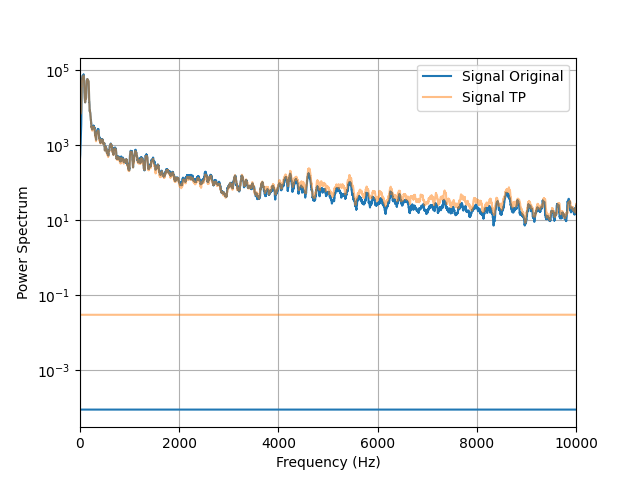 Signal Original
Signal TP
Power Spectrum
10^5
10^3
10^1
10^−1
10^−3
0 2000 4000 6000 8000 10000
Frequency (Hz)